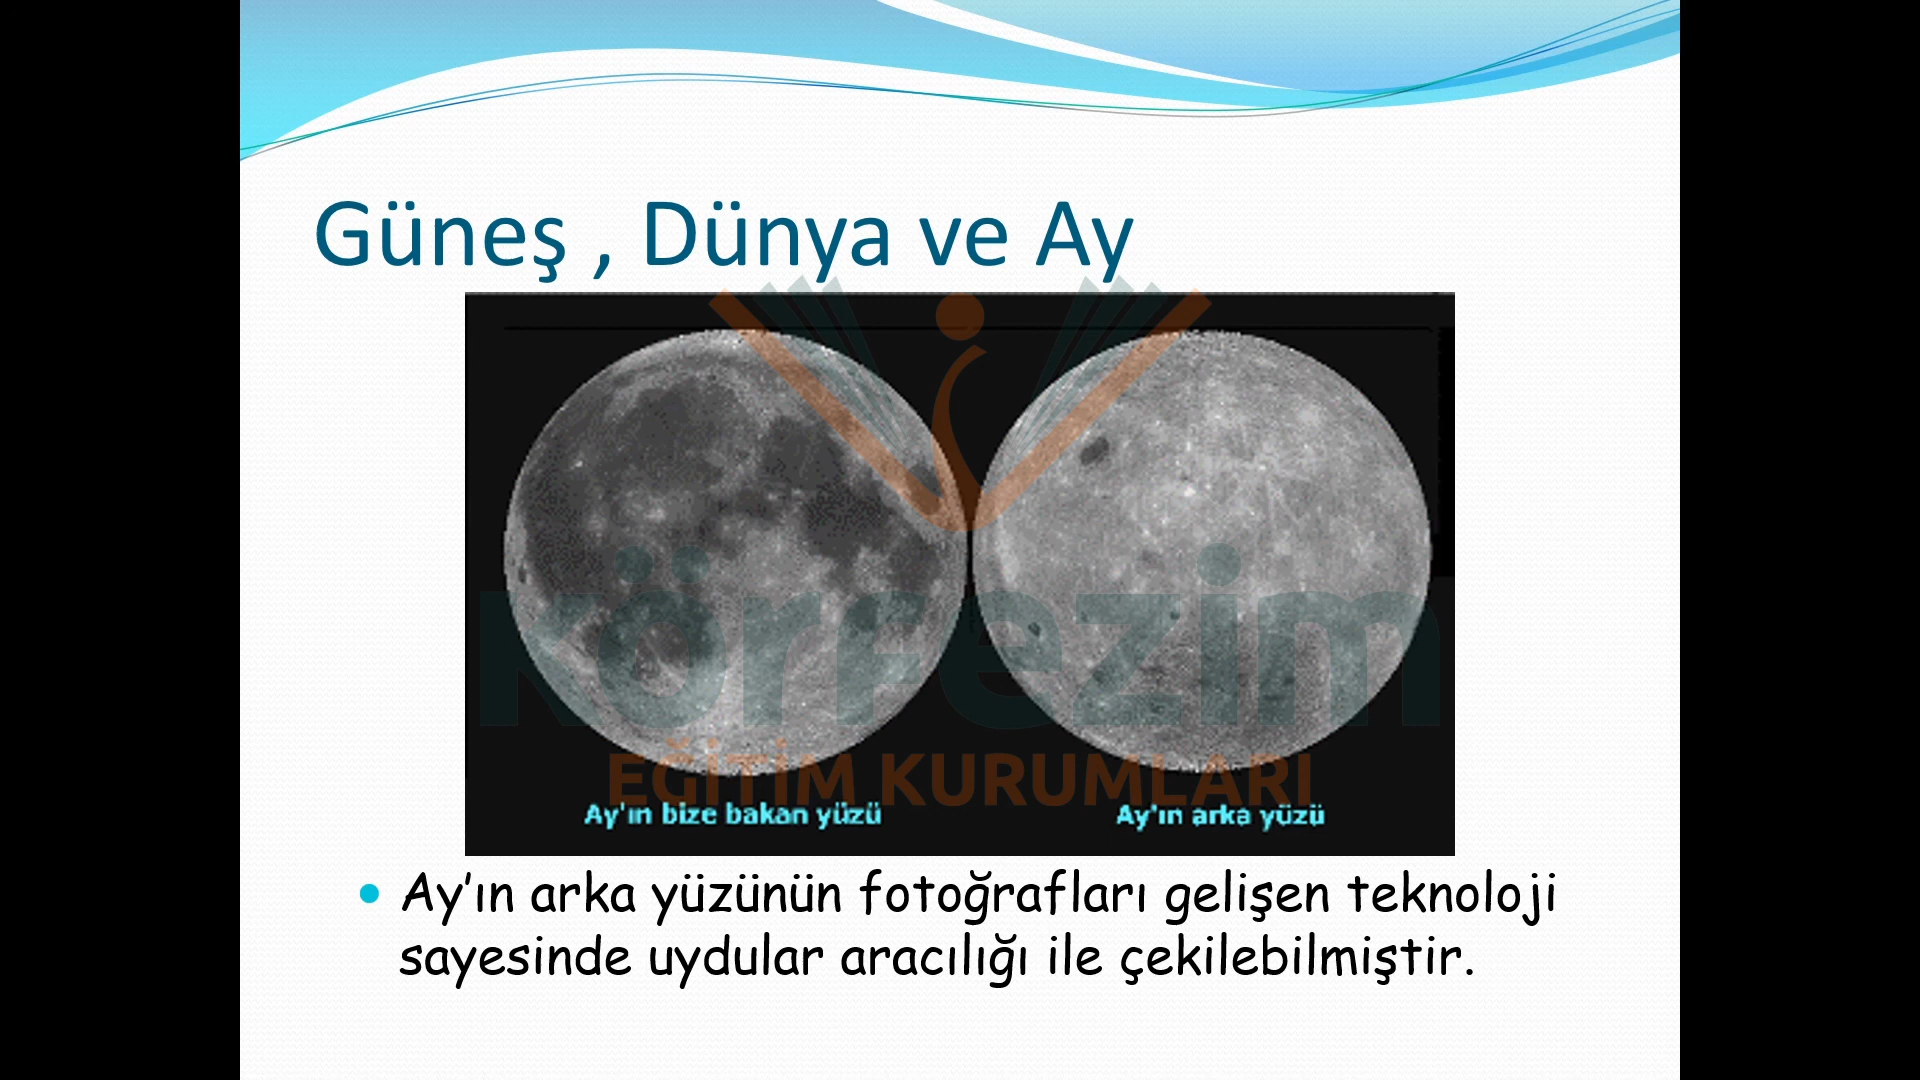 Güneş , Dünya ve Ay
körfezim
EĞİTİM KURUMLARI
Ay'ın bize bakan yüzü
Ay'ın arka yüzü
Ay’ın arka yüzünün fotoğrafları gelişen teknoloji
sayesinde uydular aracılığı ile çekilebilmiştir.